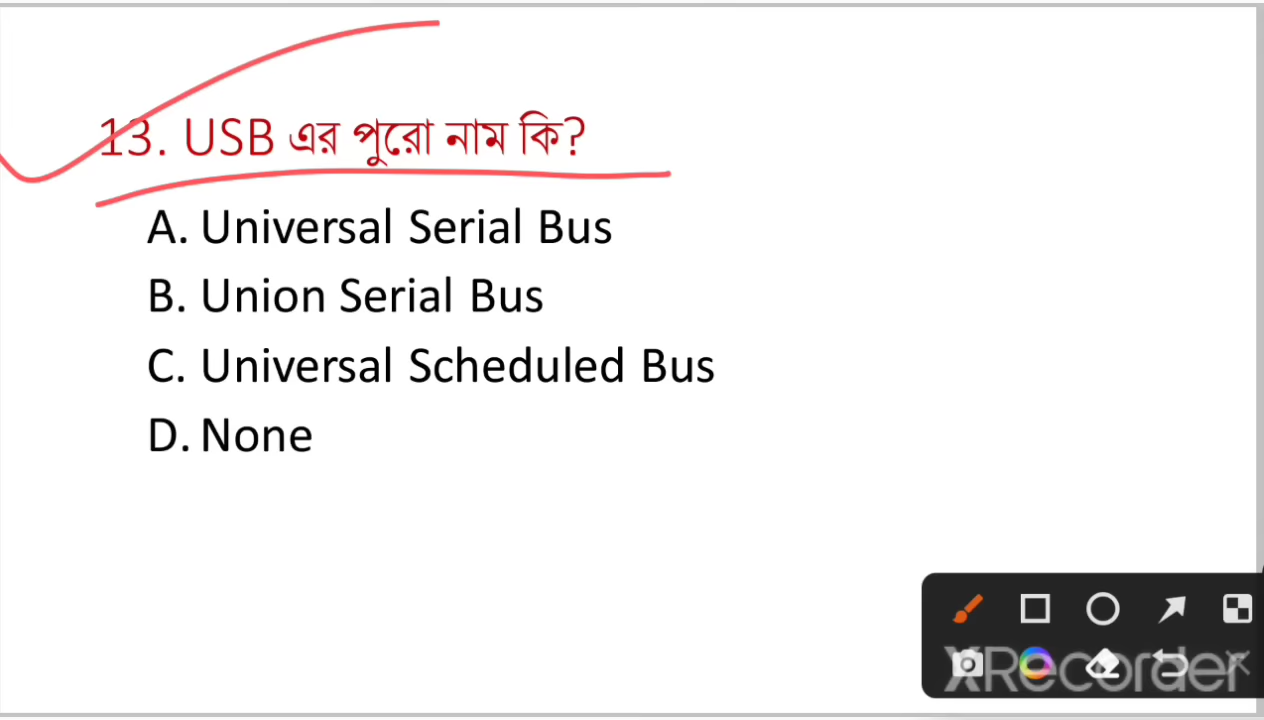 13. USB এর পুরো নাম কি?
A. Universal Serial Bus
B. Union Serial Bus
C. Universal Scheduled Bus
D. None
XRecorder